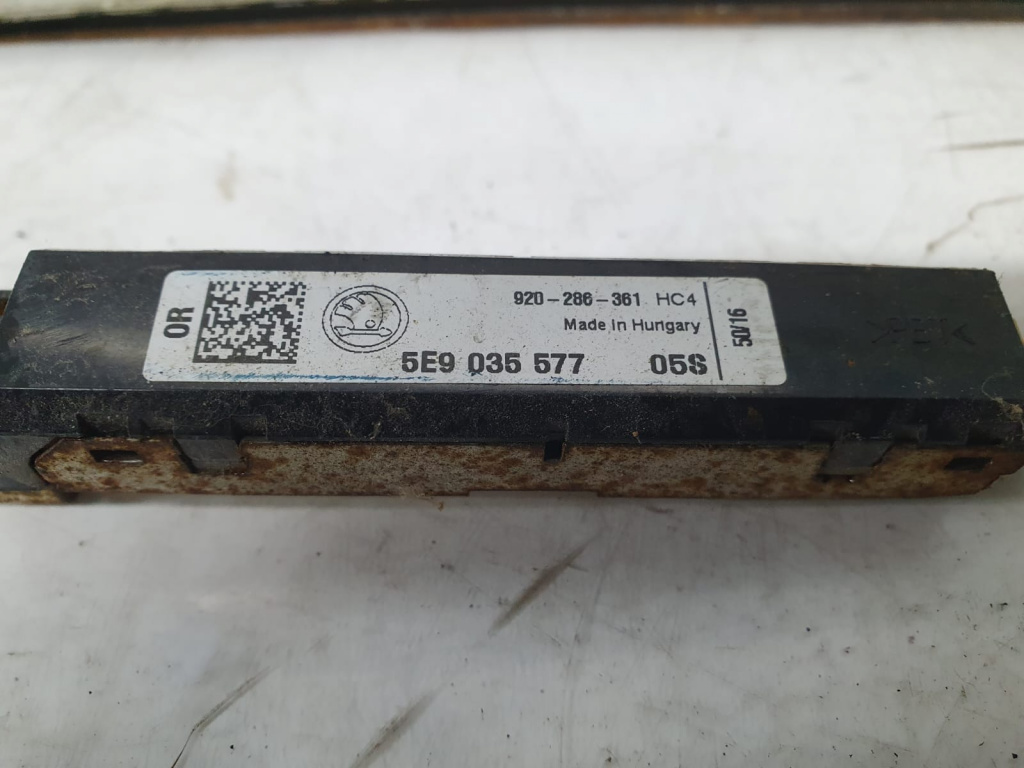 OR
920-286-361 HC4
Made in Hungary
5E9 035 577 05S
50/16